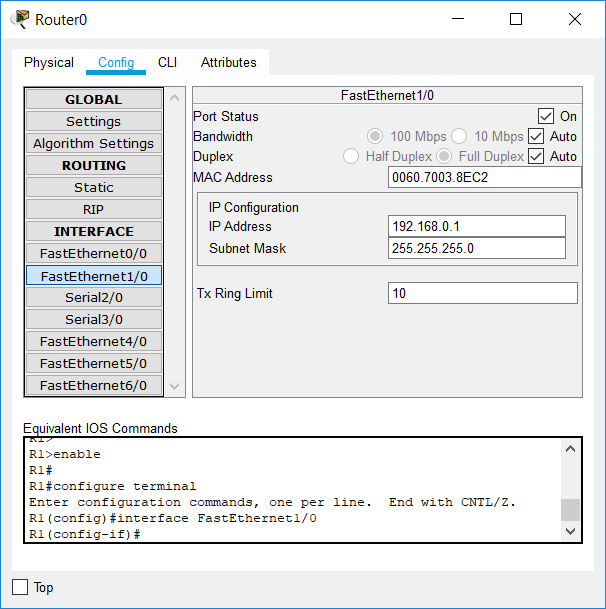 Router0
Physical Config CLI Attributes
GLOBAL
Settings
Algorithm Settings
ROUTING
Static
RIP
INTERFACE
FastEthernet0/0
FastEthernet1/0
Serial2/0
Serial3/0
FastEthernet4/0
FastEthernet5/0
FastEthernet6/0
FastEthernet1/0
Port Status On
Bandwidth 100 Mbps 10 Mbps Auto
Duplex Half Duplex Full Duplex Auto
MAC Address 0060.7003.8EC2
IP Configuration
IP Address 192.168.0.1
Subnet Mask 255.255.255.0
Tx Ring Limit 10
Equivalent IOS Commands
R1>
R1>enable
R1#
R1#configure terminal
Enter configuration commands, one per line. End with CNTL/Z.
R1(config)#interface FastEthernet1/0
R1(config-if)#
Top